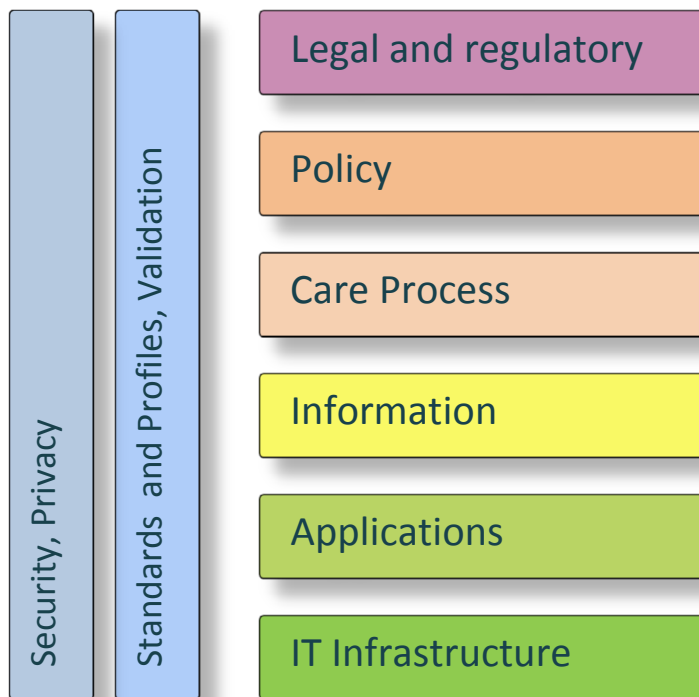 Security, Privacy
Standards and Profiles, Validation
Legal and regulatory
Policy
Care Process
Information
Applications
IT Infrastructure